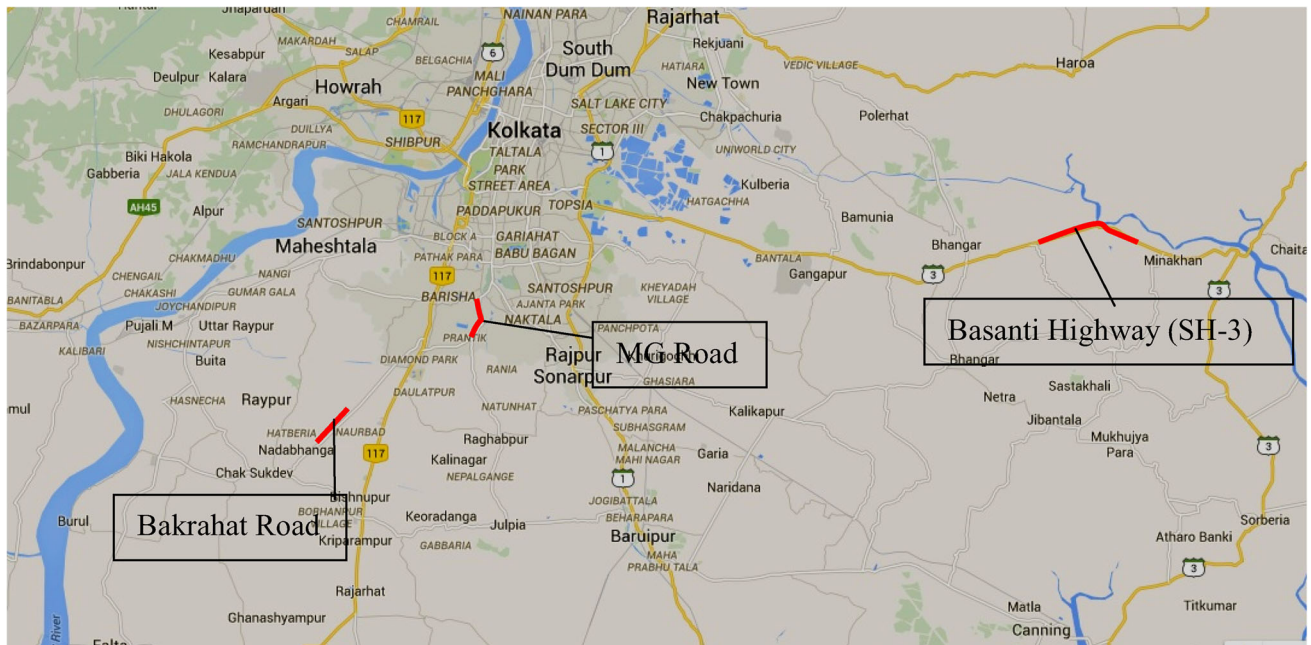 NAINAN PARA
CHAMRAIL
Rajarhat
MAKARDAH
SALAP
Kesabpur
BELGACHIA
6
South
Dum Dum
Rekjuani
HATIARA
VEDIC VILLAGE
Haroa
Deulpur Kalara
Howrah
MALI
PANCHGHARA
New Town
Argari
SALT LAKE CITY
DHULAGORI
117
Kolkata
SECTOR III
Chakpachuria
Polerhat
DUILLYA
RAMCHANDRAPUR
SHIBPUR
TALTALA
1
UNIWORLD CITY
Biki Hakola
Gabberia
JALA KENDUA
PARK
STREET AREA
Kulberia
AH45
Alpur
SANTOSHPUR
PADDAPUKUR
TOPSIA
HATGACHHA
Bamunia
Maheshtala
BLOCK A
GARIAHAT
BABU BAGAN
Bhangar
Chaita
Brindabonpur
CHAKMADHU
PATHAK PARA
BANTALA
Gangapur
3
Minakhan
CHENGAIL
NANGI
117
3
CHAKASHI
GUMAR GALA
BARISHA
SANTOSHPUR
KHEYADAH
VILLAGE
BANITABLA
JOYCHANDIPUR
AJANTA PARK
BAZARPARA
Pujali M
Uttar Raypur
NAKTALA
PANCHPOTA
Basanti Highway (SH-3)
NISHCHINTAPUR
PRANTIK
KALIBARI
Buita
DIAMOND PARK
Rajpur
Sonarpur
MG Road
Bhangar
RANIA
GHASIARA
Sastakhali
HASNECHA
Raypur
DAULATPUR
NATUNHAT
PASCHATYA PARA
Kalikapur
Netra
Jibantala
SUBHASGRAM
HATBERIA
NAURBAD
Raghabpur
Mukhujya
Para
Nadabhanga
117
Kalinagar
MALANCHA
MAHI NAGAR
Garia
3
Chak Sukdev
NEPALGANGE
1
Naridana
Bishnupur
JOGIBATTALA
Burul
BOBHANPUR
VILLAGE
Keoradanga
Julpia
BEHARAPARA
Sorberia
Bakrahat Road
Kriparampur
GABBARIA
Baruipur
Atharo Banki
MAHA
PRABHU TALA
3
Rajarhat
Matla
Titkumar
Ghanashyampur
Canning
River